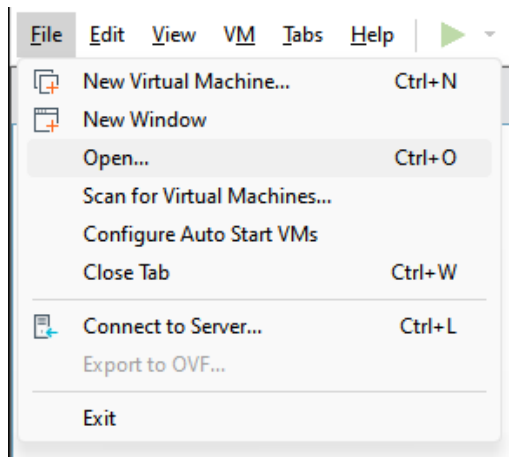 File Edit View VM Tabs Help
New Virtual Machine... Ctrl+N
New Window
Open... Ctrl+O
Scan for Virtual Machines...
Configure Auto Start VMs
Close Tab Ctrl+W
Connect to Server... Ctrl+L
Export to OVF...
Exit